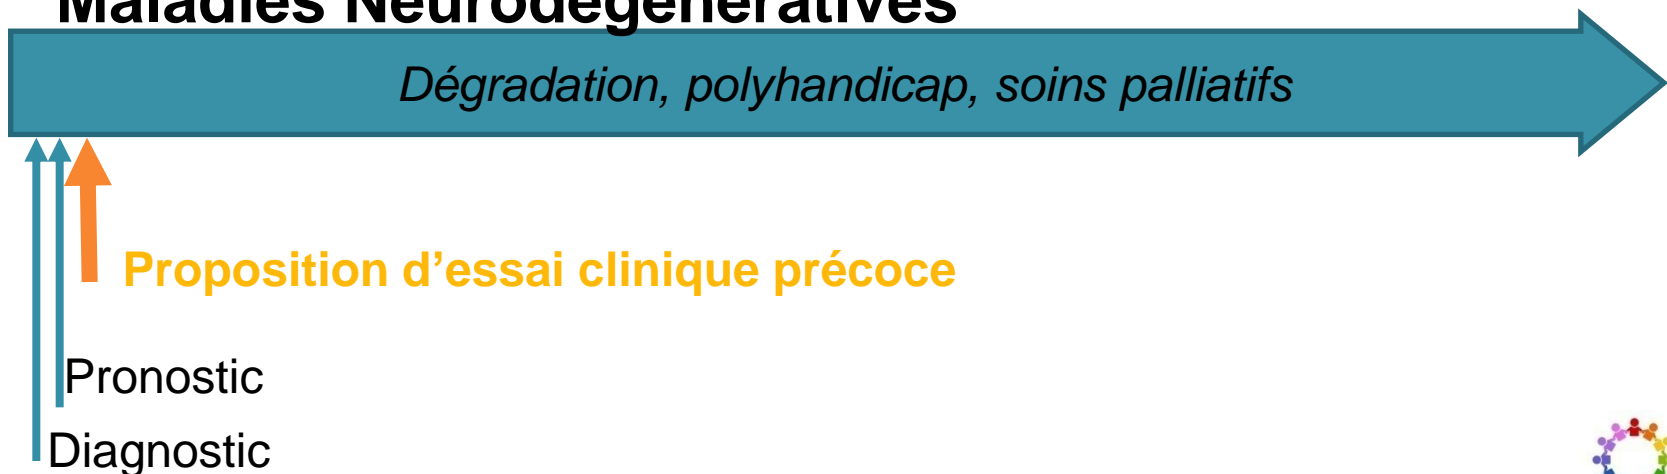 Maladies Neurodégénératives
Dégradation, polyhandicap, soins palliatifs
Proposition d’essai clinique précoce
Pronostic
Diagnostic